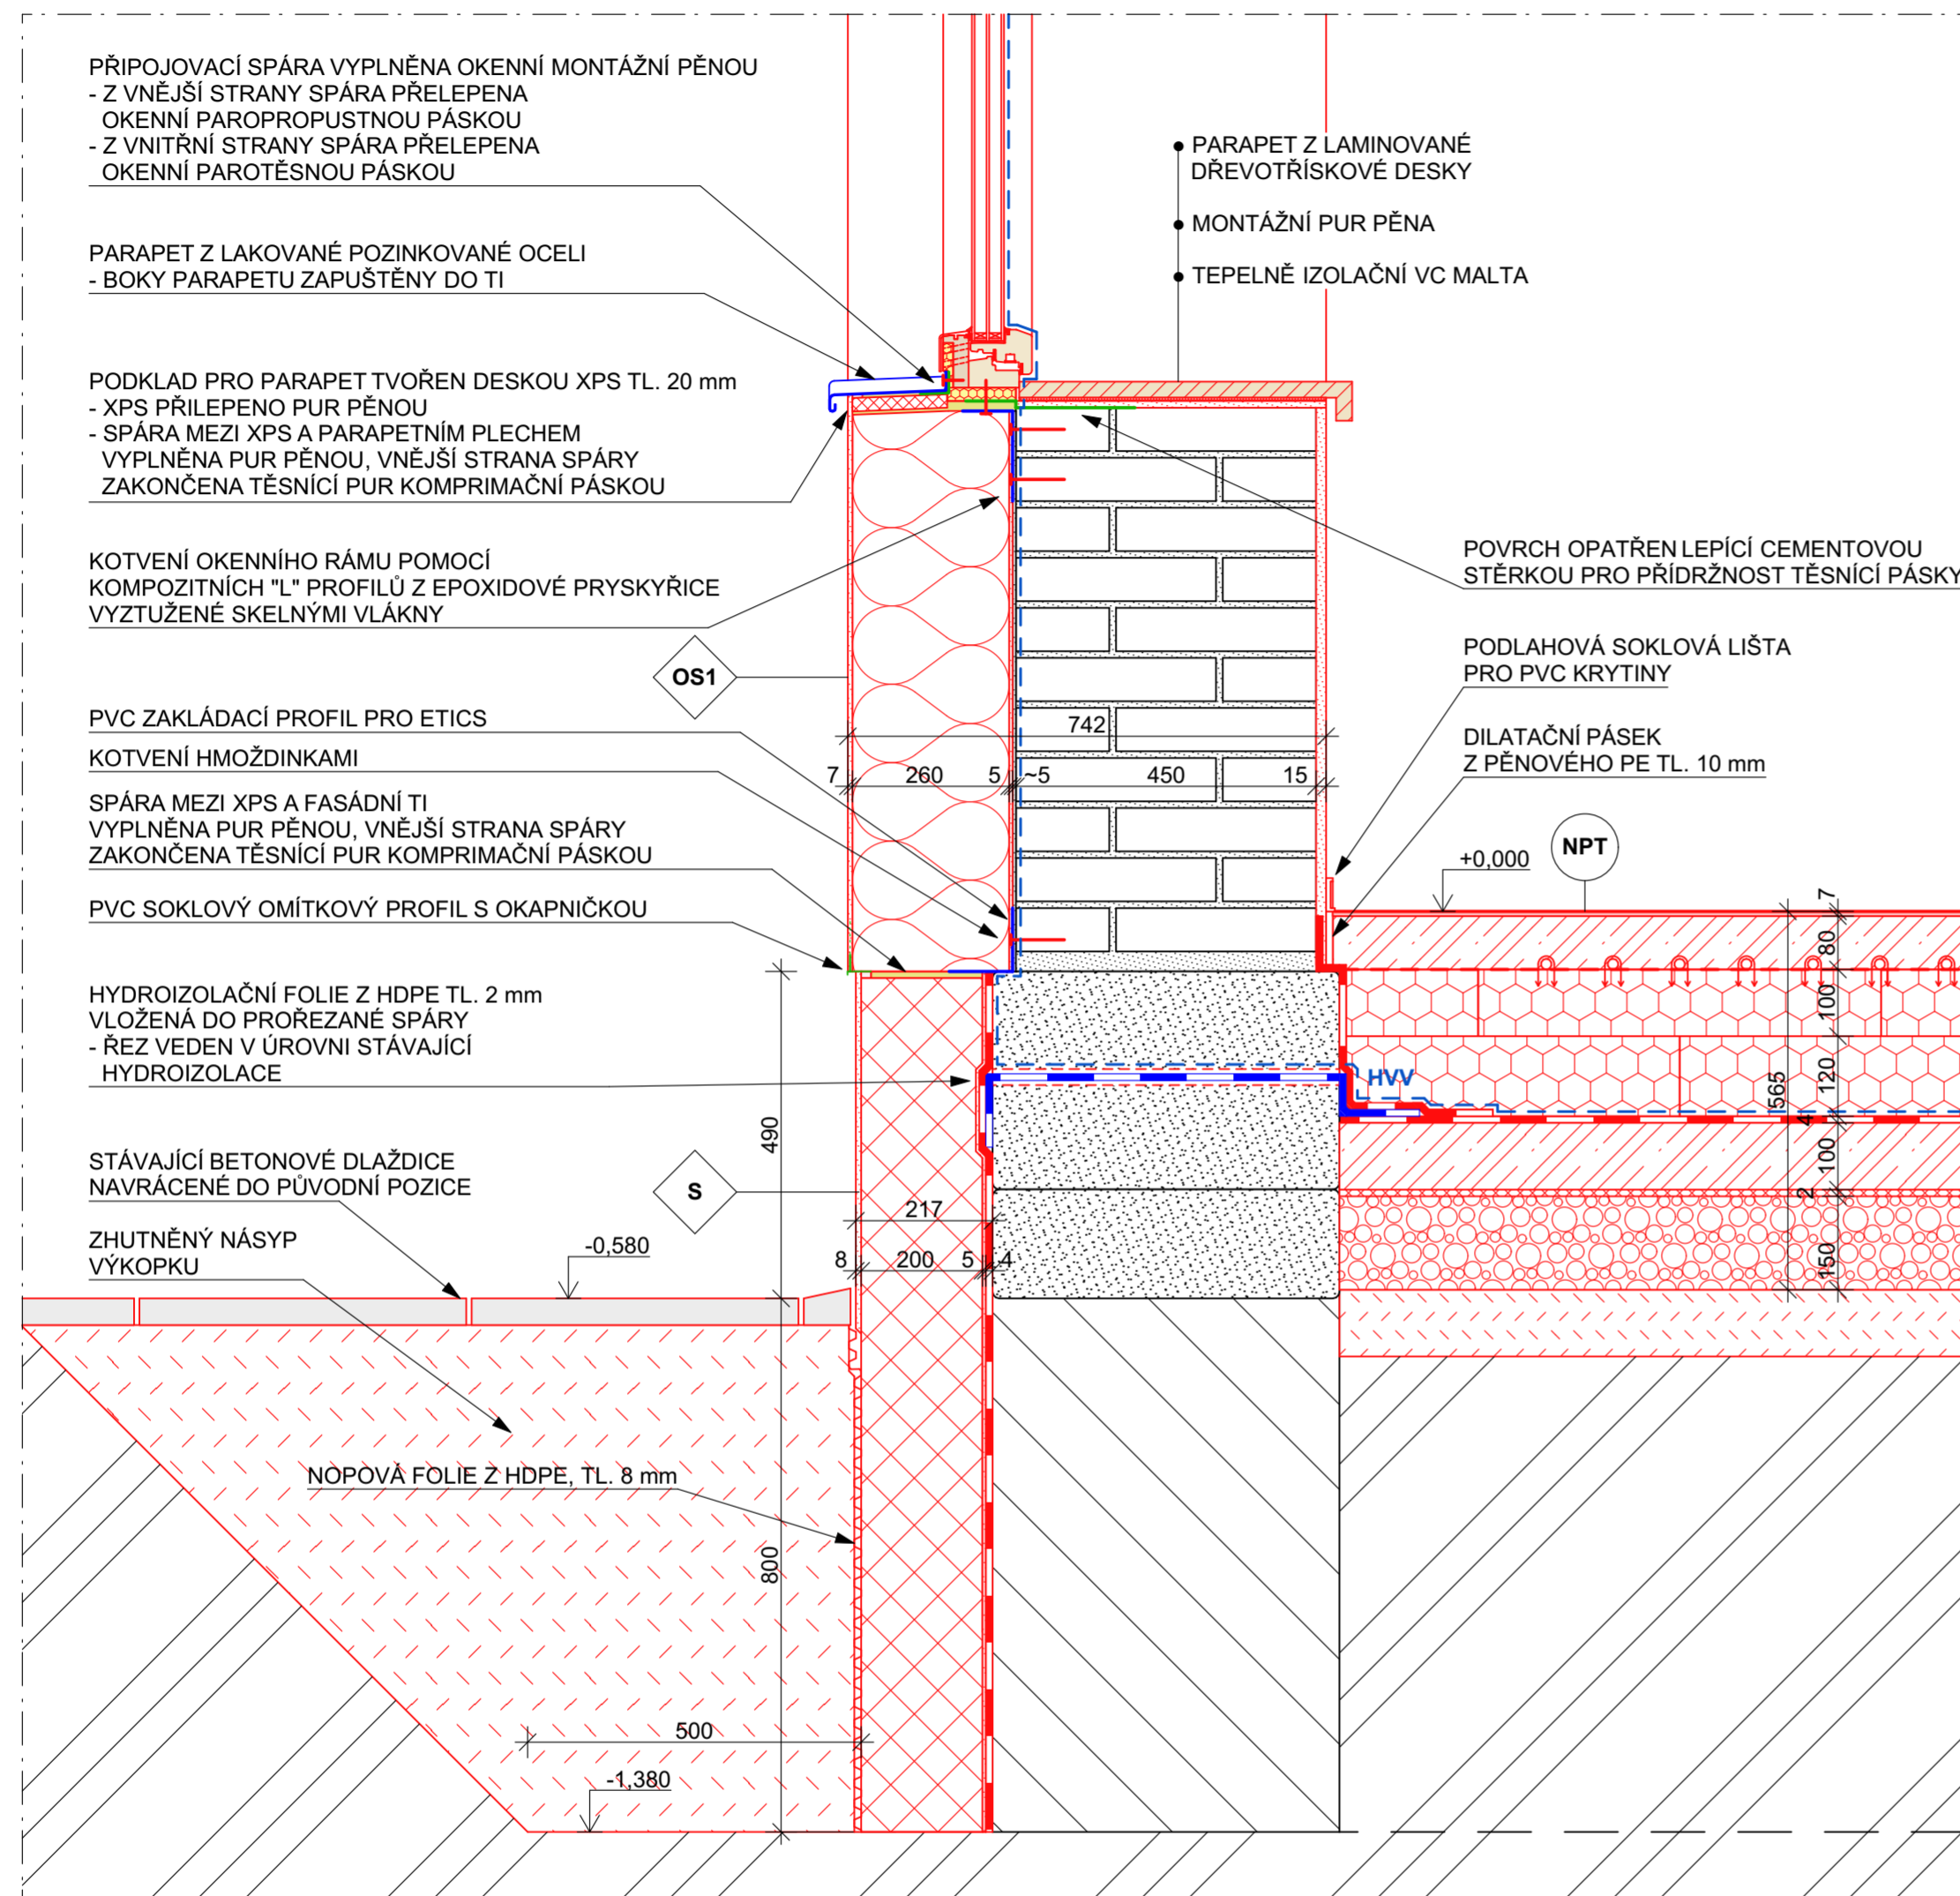 PŘIPOJOVACÍ SPÁRA VYPLNĚNA OKENNÍ MONTÁŽNÍ PĚNOU
- Z VNĚJŠÍ STRANY SPÁRA PŘELEPENA
OKENNÍ PAROPROPUSTNOU PÁSKOU
- Z VNITŘNÍ STRANY SPÁRA PŘELEPENA
OKENNÍ PAROTĚSNOU PÁSKOU
PARAPET Z LAKOVANÉ POZINKOVANÉ OCELI
- BOKY PARAPETU ZAPUŠTĚNY DO TI
PODKLAD PRO PARAPET TVOŘEN DESKOU XPS TL. 20 mm
- XPS PŘILEPENO PUR PĚNOU
- SPÁRA MEZI XPS A PARAPETNÍM PLECHEM
VYPLNĚNA PUR PĚNOU, VNĚJŠÍ STRANA SPÁRY
ZAKONČENA TĚSNÍCÍ PUR KOMPRIMAČNÍ PÁSKOU
KOTVENÍ OKENNÍHO RÁMU POMOCÍ
KOMPOZITNÍCH "L" PROFILŮ Z EPOXIDOVÉ PRYSKYŘICE
VYZTUŽENÉ SKELNÝMI VLÁKNY
OS1
PVC ZAKLÁDACÍ PROFIL PRO ETICS
KOTVENÍ HMOŽDINKAMI
SPÁRA MEZI XPS A FASÁDNÍ TI
VYPLNĚNA PUR PĚNOU, VNĚJŠÍ STRANA SPÁRY
ZAKONČENA TĚSNÍCÍ PUR KOMPRIMAČNÍ PÁSKOU
PVC SOKLOVÝ OMÍTKOVÝ PROFIL S OKAPNIČKOU
HYDROIZOLAČNÍ FOLIE Z HDPE TL. 2 mm
VLOŽENÁ DO PROŘEZANÉ SPÁRY
- ŘEZ VEDEN V ÚROVNI STÁVAJÍCÍ
HYDROIZOLACE
STÁVAJÍCÍ BETONOVÉ DLAŽDICE
NAVRÁCENÉ DO PŮVODNÍ POZICE
S
ZHUTNĚNÝ NÁSYP
VÝKOPKU
-0,580
NOPOVÁ FOLIE Z HDPE, TL. 8 mm
490
800
500
-1,380
PARAPET Z LAMINOVANÉ
DŘEVOTŘÍSKOVÉ DESKY
MONTÁŽNÍ PUR PĚNA
TEPELNĚ IZOLAČNÍ VC MALTA
POVRCH OPATŘEN LEPÍCÍ CEMENTOVOU
STĚRKOU PRO PŘÍDRŽNOST TĚSNÍCÍ PÁSKY
PODLAHOVÁ SOKLOVÁ LIŠTA
PRO PVC KRYTINY
DILATAČNÍ PÁSEK
Z PĚNOVÉHO PE TL. 10 mm
742
7 260 5 ~5 450 15
+0,000
NPT
HVV
217
8 200 5 4
565
7
80
100
120
4
100
2
150